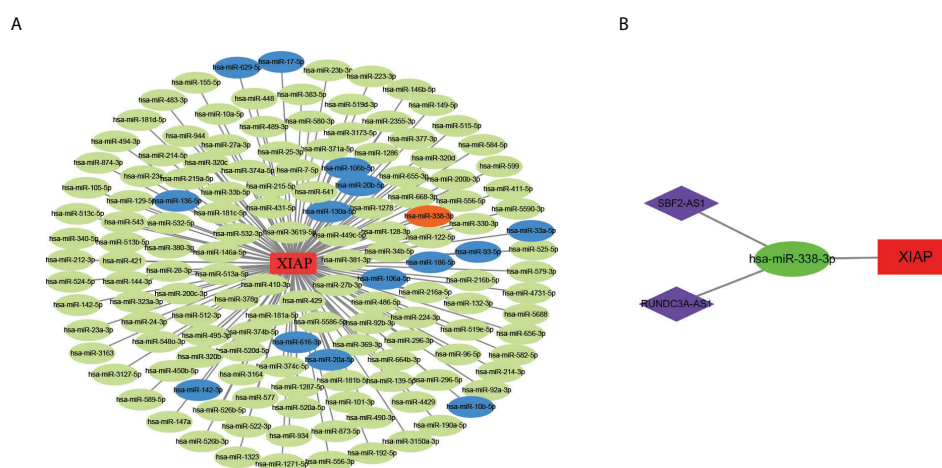 A
B
hsa-miR-629-5p
hsa-miR-17-5p
hsa-miR-23b-3p
hsa-miR-223-3p
hsa-miR-155-5p
hsa-miR-146b-5p
hsa-miR-483-3p
hsa-miR-448
hsa-miR-383-5p
hsa-miR-519d-3p
hsa-miR-149-5p
hsa-miR-181d-5p
hsa-miR-10a-5p
hsa-miR-580-3p
hsa-miR-2355-3p
hsa-miR-515-5p
hsa-miR-489-3p
hsa-miR-3173-5p
hsa-miR-494-3p
hsa-miR-944
hsa-miR-27a-3p
hsa-miR-371a-5p
hsa-miR-377-3p
hsa-miR-584-5p
hsa-miR-874-3p
hsa-miR-214-5p
hsa-miR-320c
hsa-miR-25-3p
hsa-miR-1286
hsa-miR-320d
hsa-miR-599
hsa-miR-374a-5p
hsa-miR-7-5p
hsa-miR-106b-5p
hsa-miR-655-3p
hsa-miR-200b-3p
hsa-miR-105-5p
hsa-miR-219a-5p
hsa-miR-33b-5p
hsa-miR-215-5p
hsa-miR-641
hsa-miR-20b-5p
hsa-miR-668-3p
hsa-miR-556-5p
hsa-miR-411-5p
hsa-miR-129-5p
hsa-miR-136-5p
hsa-miR-181c-5p
hsa-miR-431-5p
hsa-miR-130a-5p
hsa-miR-1278
hsa-miR-338-3p
hsa-miR-330-3p
hsa-miR-5590-3p
hsa-miR-513c-5p
hsa-miR-543
hsa-miR-532-5p
hsa-miR-532-3p
hsa-miR-3619-5p
hsa-miR-449c-5p
hsa-miR-128-3p
hsa-miR-122-5p
hsa-miR-33a-5p
hsa-miR-340-5p
hsa-miR-513b-5p
hsa-miR-380-3p
hsa-miR-146a-5p
hsa-miR-34b-5p
hsa-miR-93-5p
hsa-miR-525-5p
hsa-miR-212-3p
hsa-miR-421
hsa-miR-28-3p
hsa-miR-513a-5p
XIAP
hsa-miR-381-3p
hsa-miR-186-5p
hsa-miR-579-3p
hsa-miR-524-5p
hsa-miR-144-3p
hsa-miR-410-3p
hsa-miR-27b-3p
hsa-miR-106a-5p
hsa-miR-216a-5p
hsa-miR-216b-5p
hsa-miR-4731-5p
hsa-miR-142-5p
hsa-miR-323a-3p
hsa-miR-200c-3p
hsa-miR-378g
hsa-miR-429
hsa-miR-486-5p
hsa-miR-132-3p
hsa-miR-5688
hsa-miR-23a-3p
hsa-miR-24-3p
hsa-miR-512-3p
hsa-miR-181a-5p
hsa-miR-5586-5p
hsa-miR-92b-3p
hsa-miR-224-3p
hsa-miR-519e-5p
hsa-miR-656-3p
hsa-miR-3163
hsa-miR-495-3p
hsa-miR-374b-5p
hsa-miR-616-3p
hsa-miR-369-3p
hsa-miR-296-3p
hsa-miR-96-5p
hsa-miR-582-5p
hsa-miR-3127-5p
hsa-miR-320b
hsa-miR-520d-5p
hsa-miR-20a-5p
hsa-miR-664b-3p
hsa-miR-214-3p
hsa-miR-450b-5p
hsa-miR-3164
hsa-miR-374c-5p
hsa-miR-181b-5p
hsa-miR-139-5p
hsa-miR-296-5p
hsa-miR-92a-3p
hsa-miR-589-5p
hsa-miR-142-3p
hsa-miR-577
hsa-miR-1287-5p
hsa-miR-101-3p
hsa-miR-4429
hsa-miR-10b-5p
hsa-miR-147a
hsa-miR-526b-5p
hsa-miR-520a-5p
hsa-miR-490-3p
hsa-miR-190a-5p
hsa-miR-526b-3p
hsa-miR-522-3p
hsa-miR-934
hsa-miR-873-5p
hsa-miR-3150a-3p
hsa-miR-1323
hsa-miR-1271-5p
hsa-miR-556-3p
hsa-miR-192-5p
SBF2-AS1
hsa-miR-338-3p
XIAP
RUNDC3A-AS1